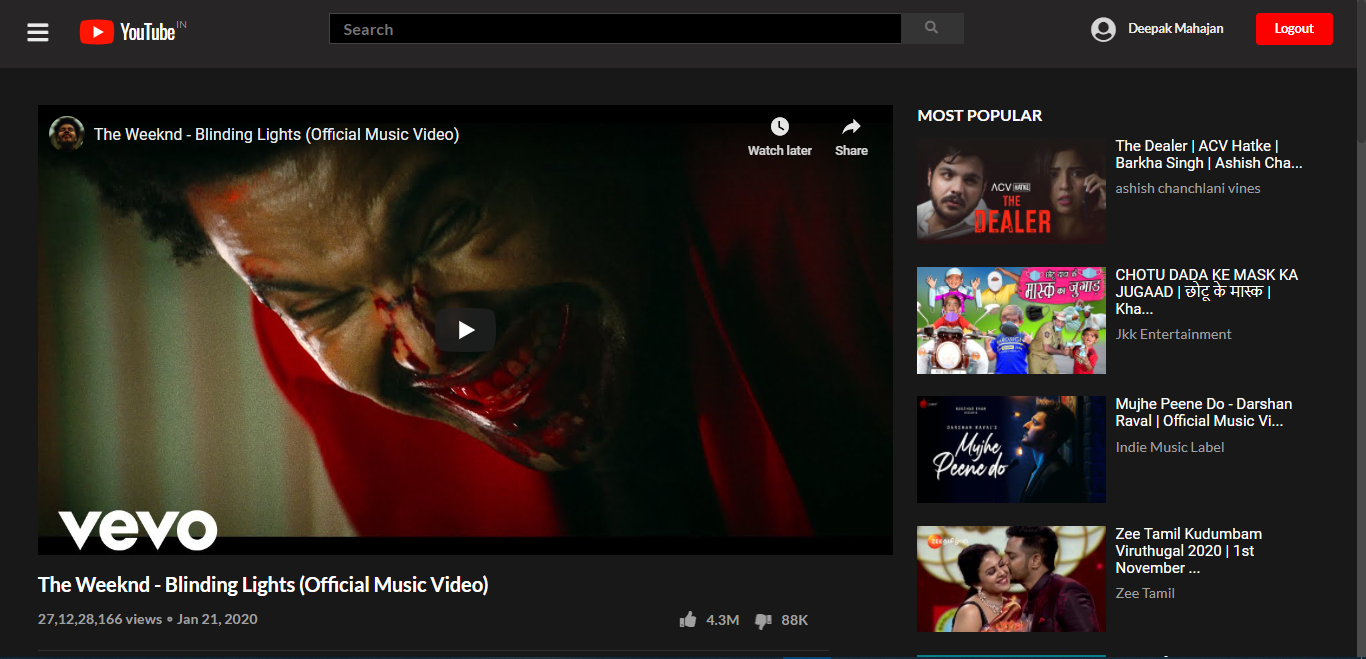 YouTube IN
Search
Deepak Mahajan
Logout
The Weeknd - Blinding Lights (Official Music Video)
Watch later
Share
vevo
The Weeknd - Blinding Lights (Official Music Video)
27,12,28,166 views • Jan 21, 2020
4.3M
88K
MOST POPULAR
ACV HATKE
THE
DEALER
The Dealer | ACV Hatke |
Barkha Singh | Ashish Cha...
ashish chanchlani vines
छोटू दादा के
मास्क का जुगाड़
CHOTU DADA KE MASK KA
JUGAAD | छोटू के मास्क |
Kha...
Jkk Entertainment
DARSHAN RAVAL'S
Mujhe
Peene do
Mujhe Peene Do - Darshan
Raval | Official Music Vi...
Indie Music Label
Zee Tamil Kudumbam
Viruthugal 2020 | 1st
November ...
Zee Tamil